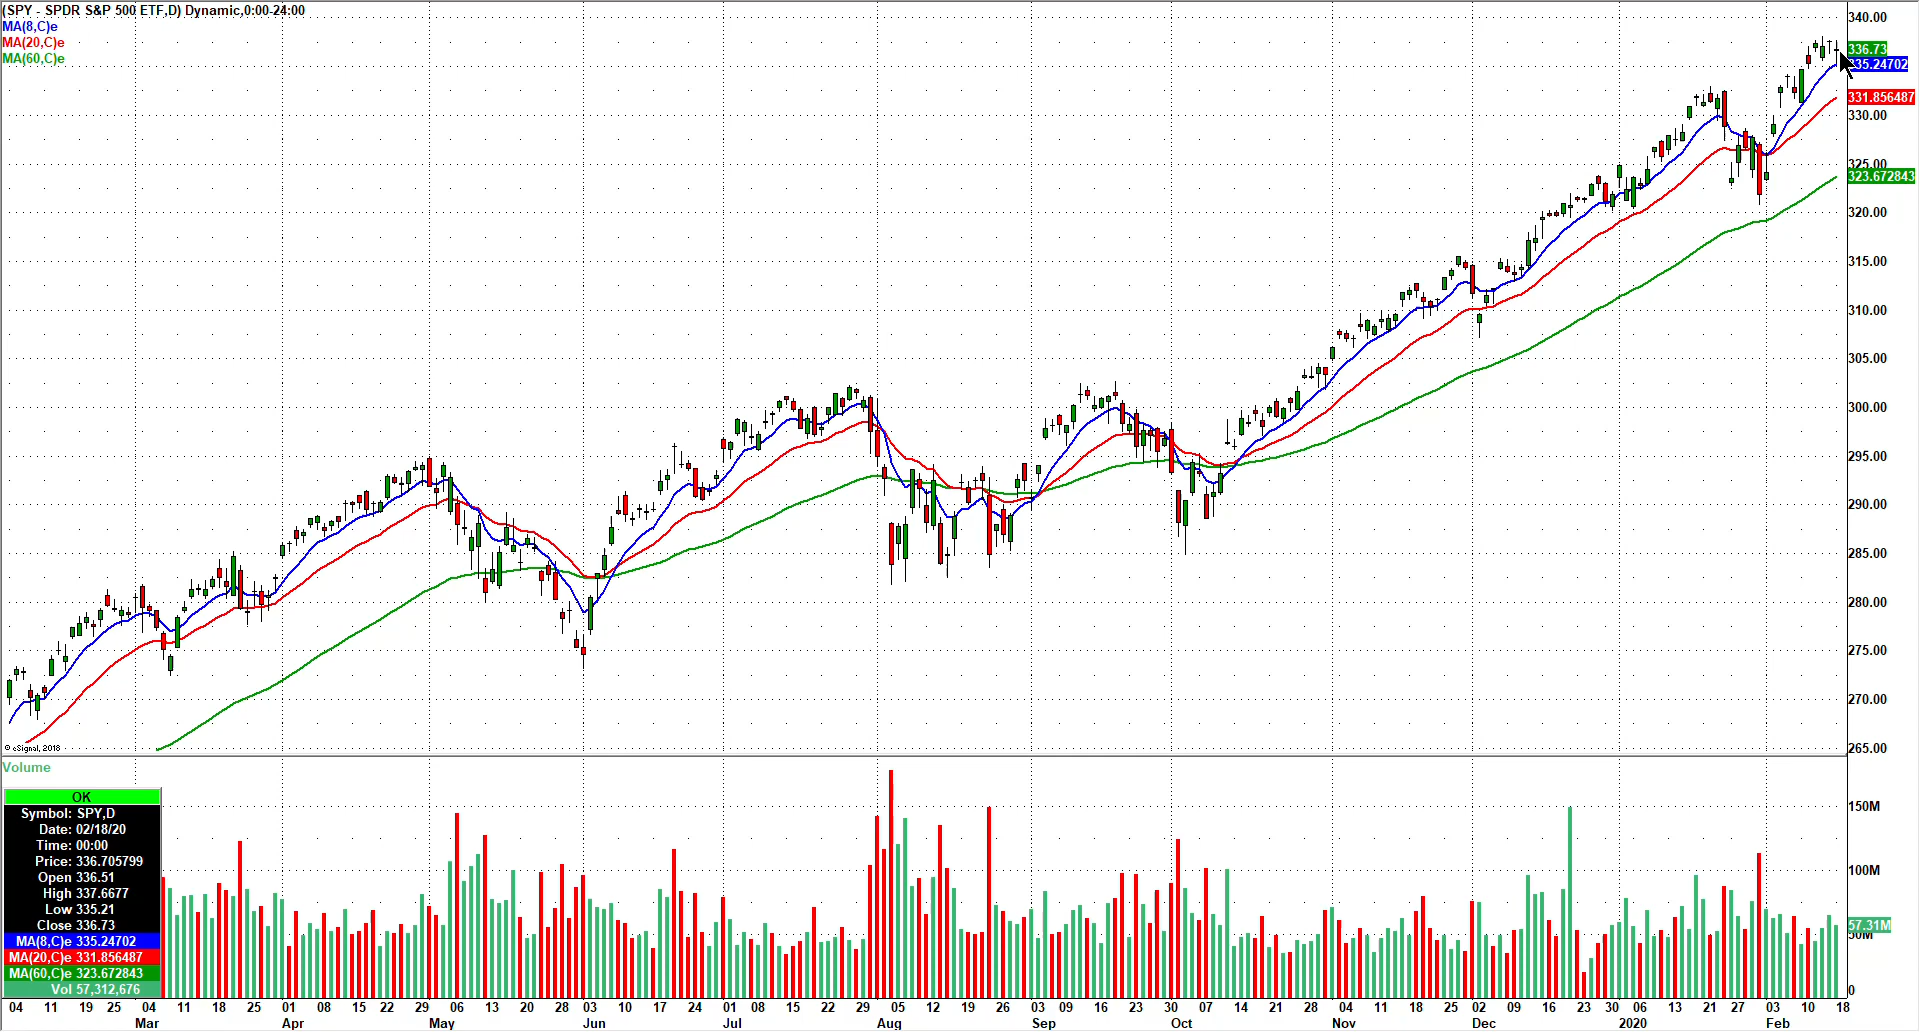 (SPY - SPDR S&P 500 ETF,D) Dynamic,0:00-24:00
MA(8,C)e
MA(20,C)e
MA(60,C)e
340.00
336.73
35.24702
331.856487
330.00
325.00
323.672843
320.00
315.00
310.00
305.00
300.00
295.00
290.00
285.00
280.00
275.00
270.00
265.00
© eSignal, 2018
Volume
150M
100M
57.31M
50M
0
OK
Symbol: SPY,D
Date: 02/18/20
Time: 00:00
Price: 336.705799
Open 336.51
High 337.6677
Low 335.21
Close 336.73
MA(8,C)e 335.24702
MA(20,C)e 331.856487
MA(60,C)e 323.672843
Vol 57,312,676
04 11 19 25 04 11 18 25 01 08 15 22 29 06 13 20 28 03 10 17 24 01 08 15 22 29 05 12 19 26 03 09 16 23 30 07 14 21 28 04 11 18 25 02 09 16 23 30 06 13 21 27 03 10 18
Mar Apr May Jun Jul Aug Sep Oct Nov Dec 2020 Feb